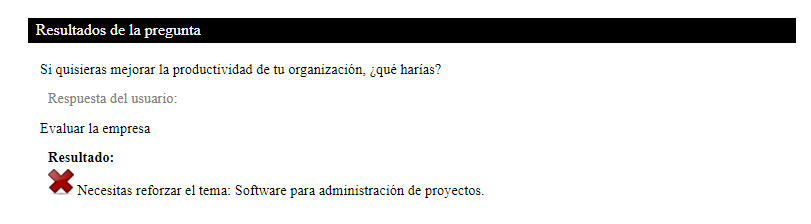 Resultados de la pregunta
Si quisieras mejorar la productividad de tu organización, ¿qué harías?
Respuesta del usuario:
Evaluar la empresa
Resultado:
Necesitas reforzar el tema: Software para administración de proyectos.